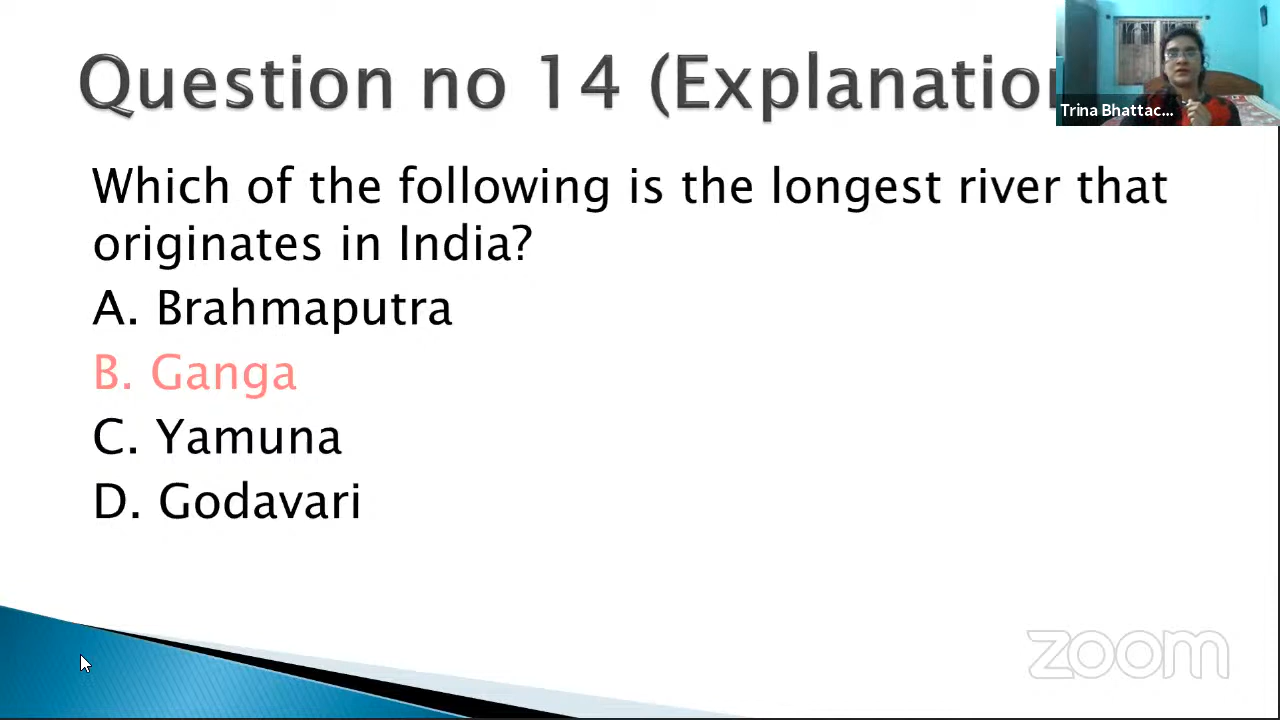 Question no 14 (Explanation
Trina Bhattac...
Which of the following is the longest river that
originates in India?
A. Brahmaputra
B. Ganga
C. Yamuna
D. Godavari
zoom